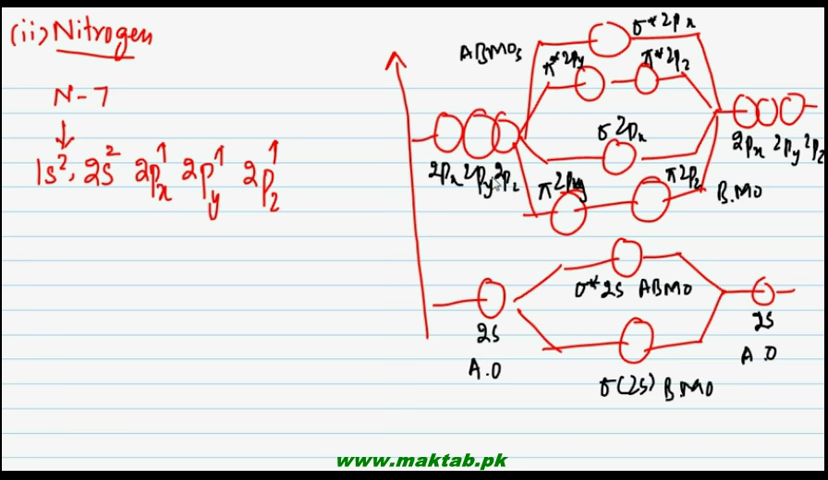 (ii) Nitrogen
N-7
1s², 2s² 2p¹x 2p¹y 2p¹z
σ*2px
ABMOs
π*2py π*2pz
σ2px
2px 2py 2pz
2px 2py 2pz
π2py π2pz
B.MO
σ*2s ABMO
2s
2s
A.O
A.O
σ(2s) BMO
www.maktab.pk